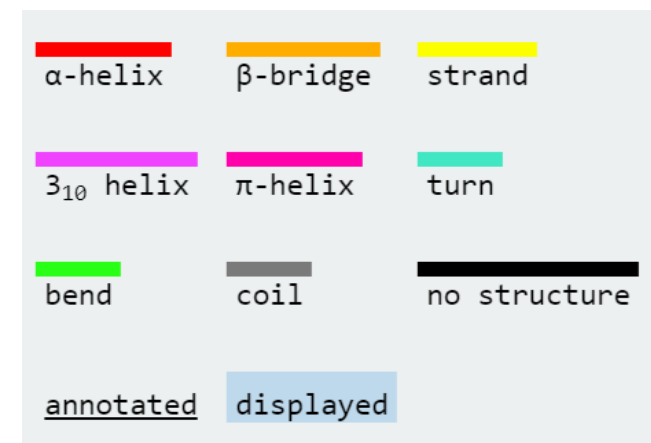 α-helix β-bridge strand
3₁₀ helix π-helix turn
bend coil no structure
annotated displayed